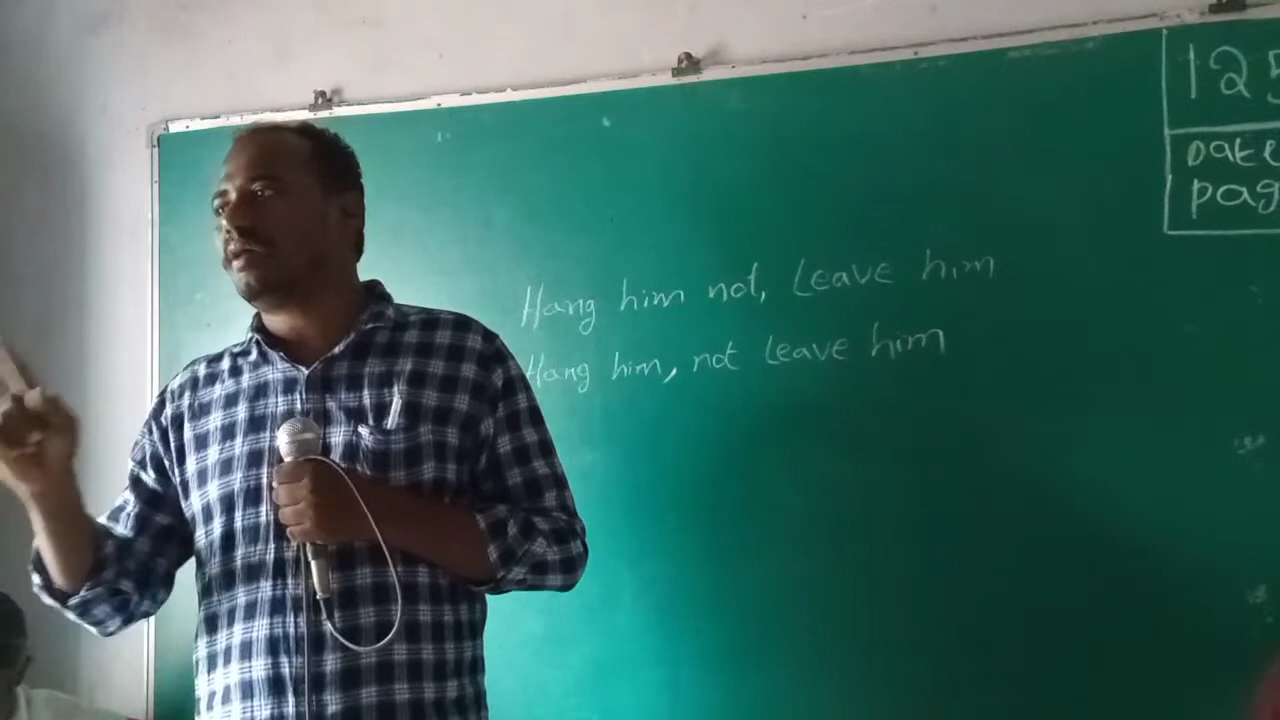 Hang him not, Leave him
Hang him, not Leave him
125
Date
pag